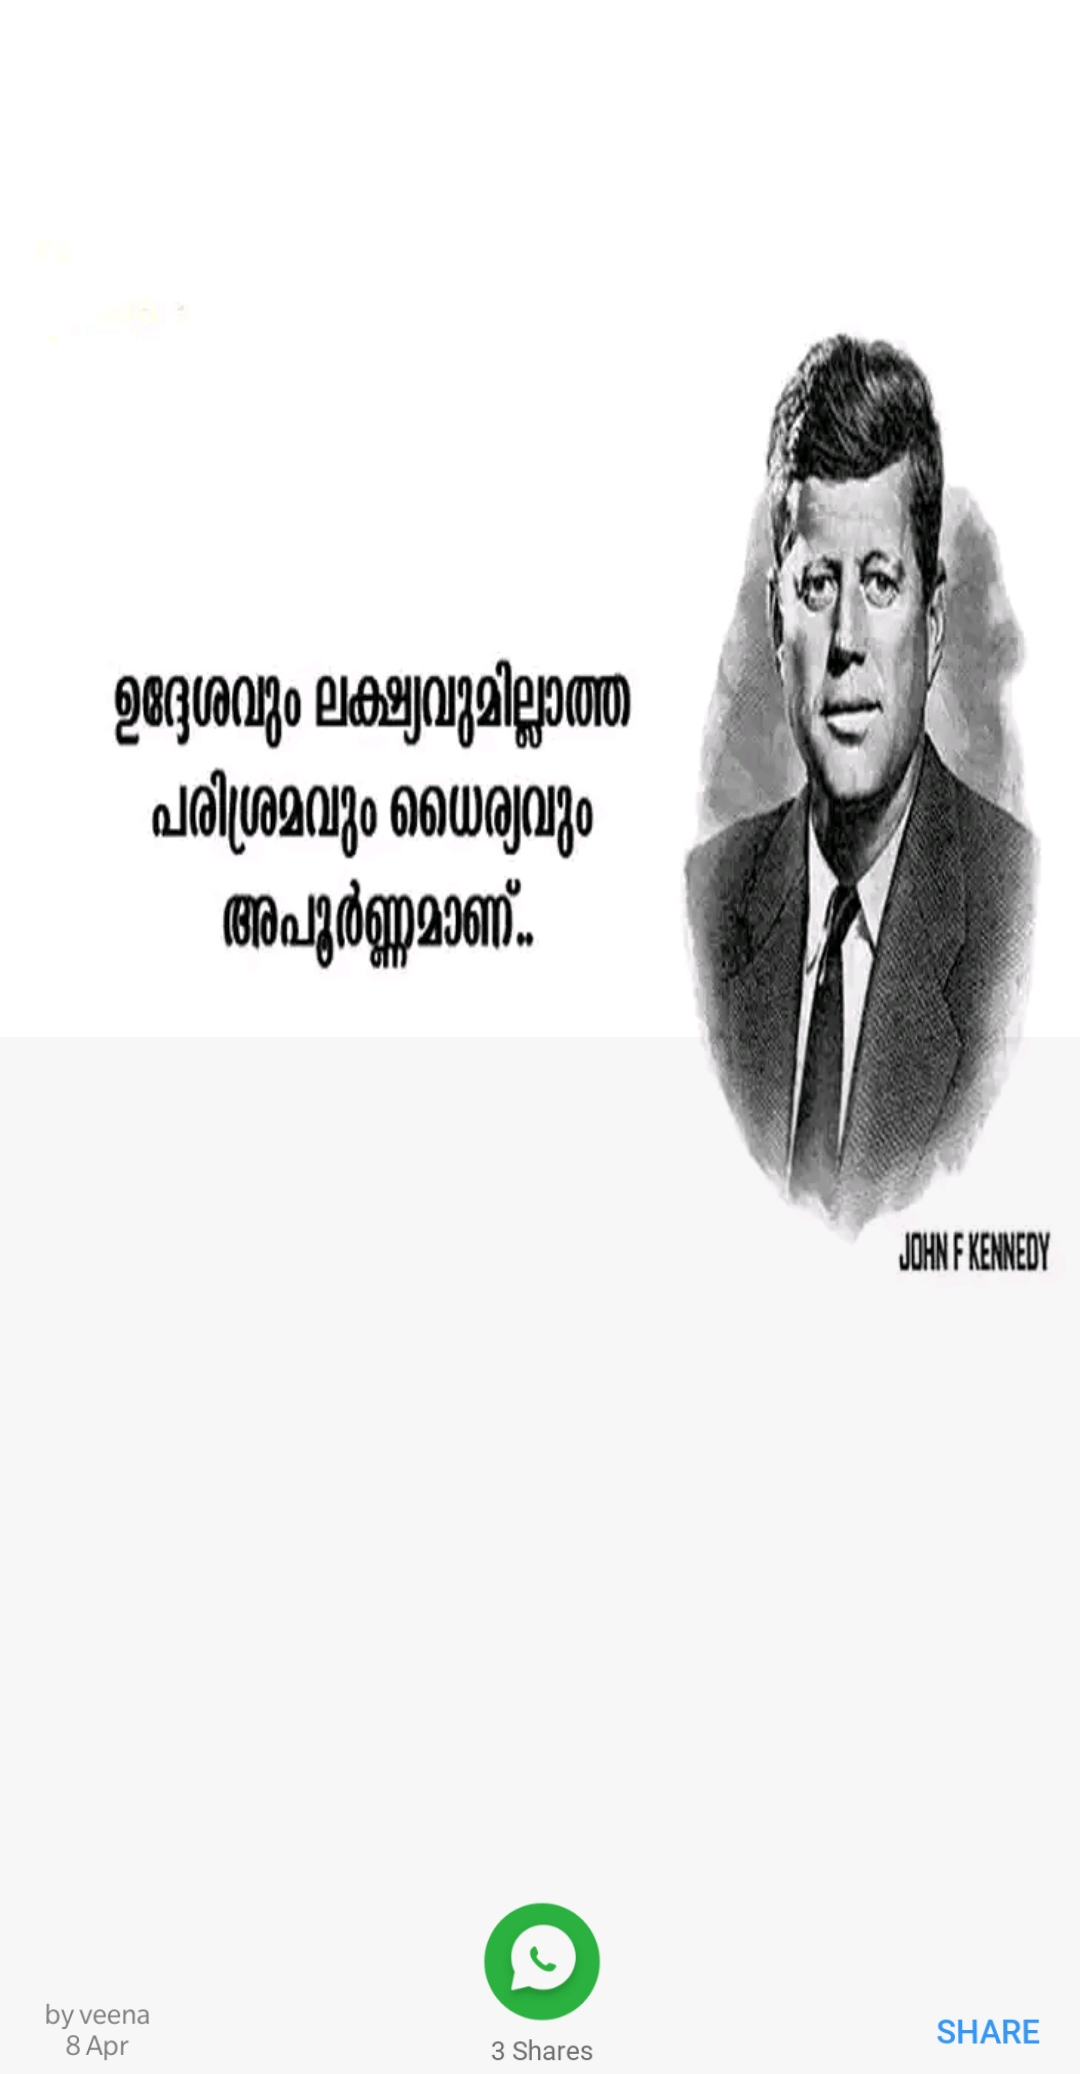 ഉദ്ദേശവും ലക്ഷ്യവുമില്ലാത്ത
പരിശ്രമവും ധൈര്യവും
അപൂർണ്ണമാണ്..
JOHN F KENNEDY
by veena
8 Apr
3 Shares
SHARE